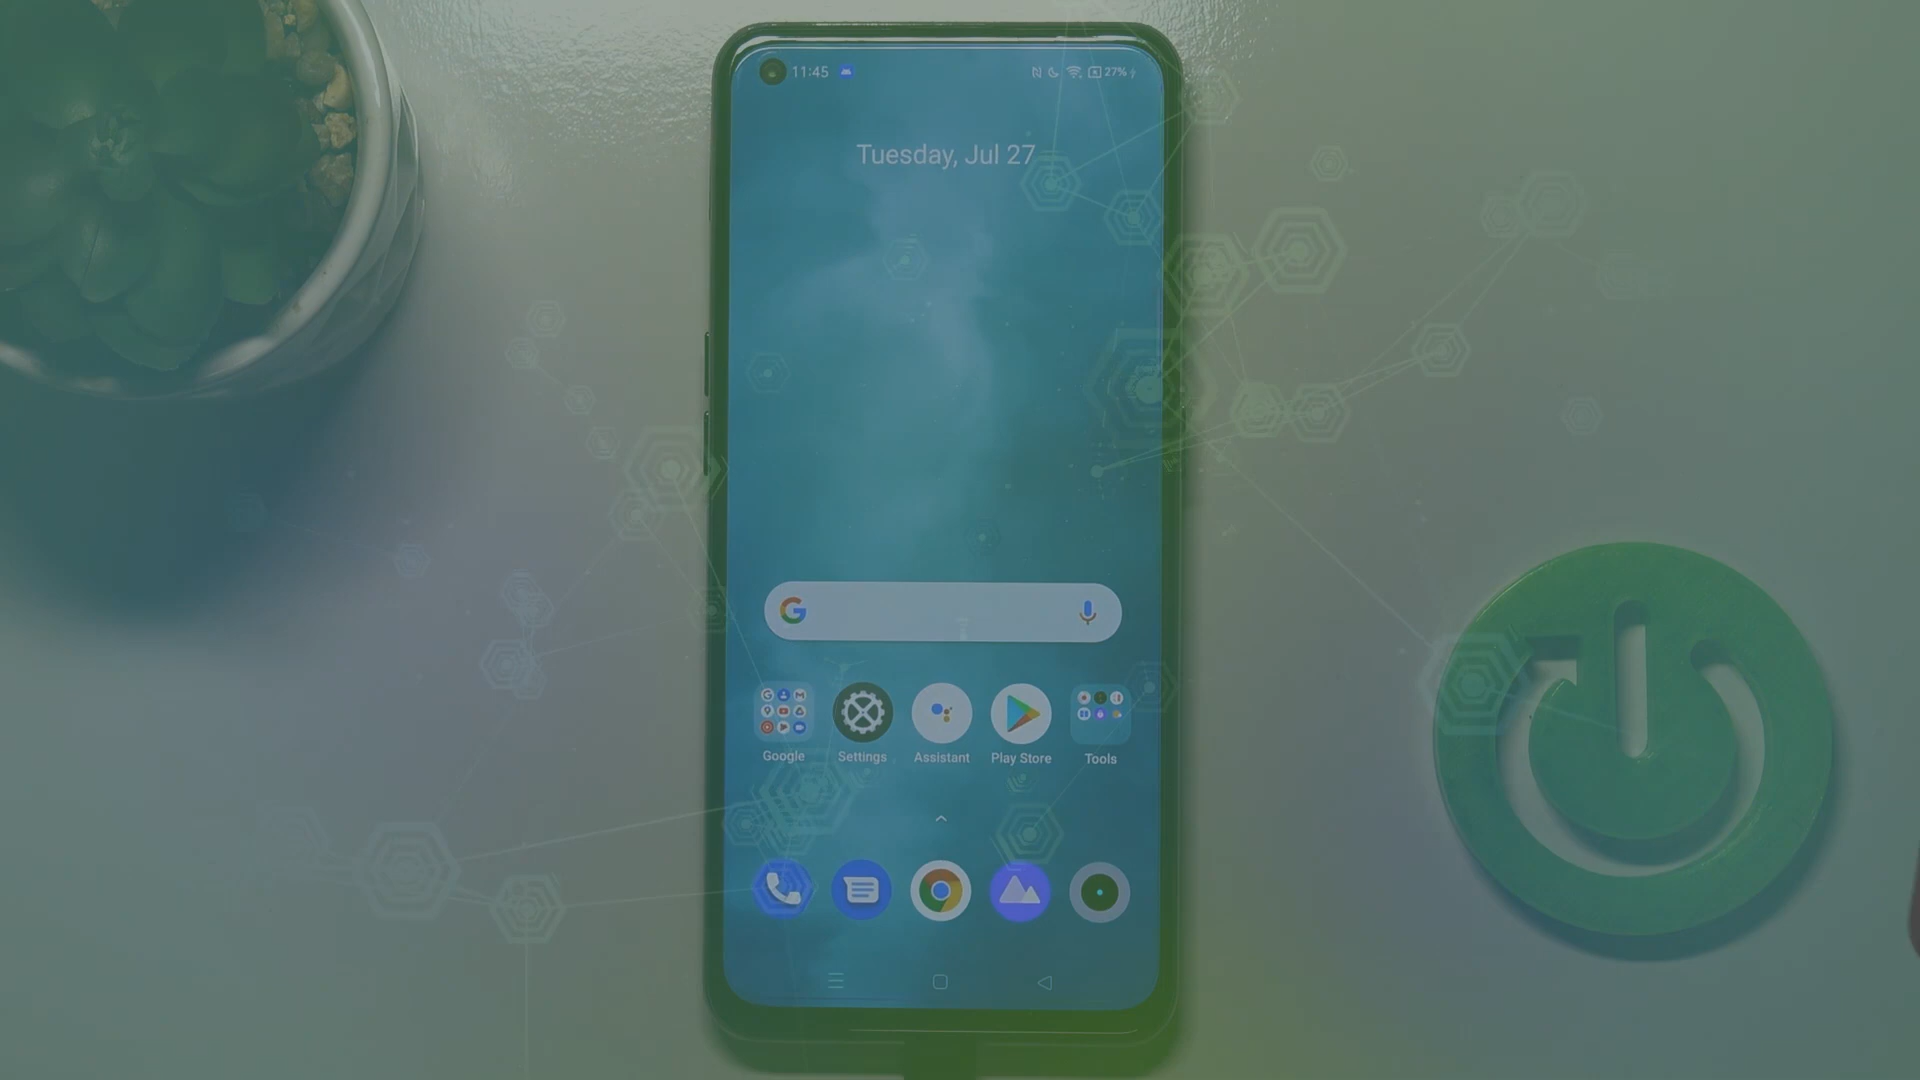 11:45
27%
Tuesday, Jul 27
Google
Settings
Assistant
Play Store
Tools